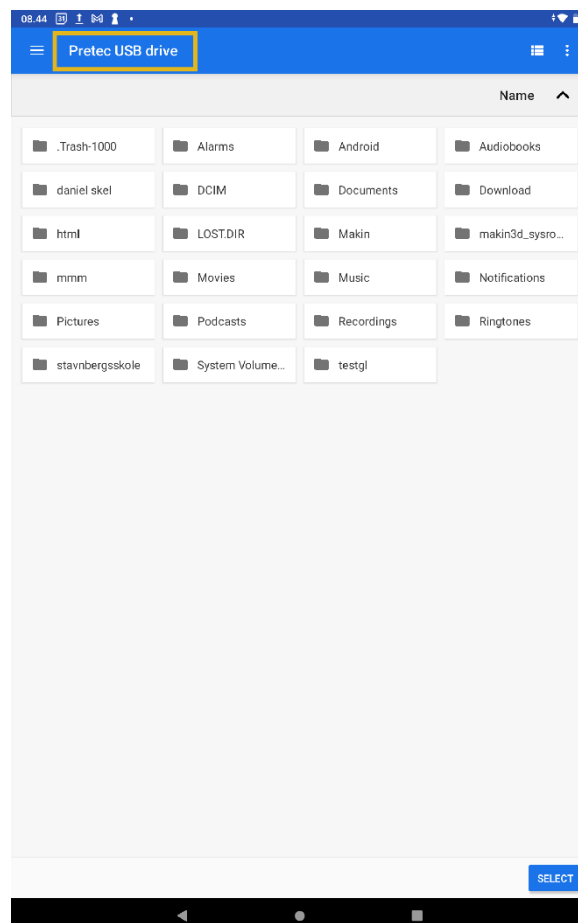 08.44 31
Pretec USB drive
Name
.Trash-1000 Alarms Android Audiobooks
daniel skel DCIM Documents Download
html LOST.DIR Makin makin3d_sysro...
mmm Movies Music Notifications
Pictures Podcasts Recordings Ringtones
stavnbergsskole System Volume... testgl
SELECT